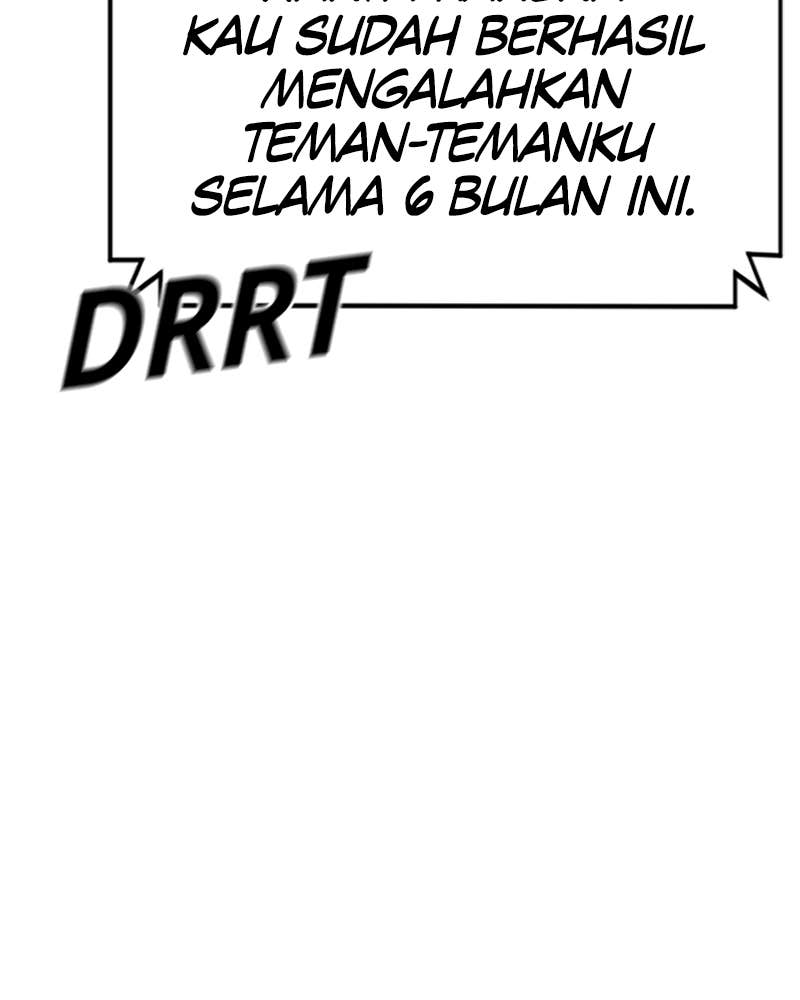 KAU SUDAH BERHASIL
MENGALAHKAN
TEMAN-TEMANKU
SELAMA 6 BULAN INI.
DRRT